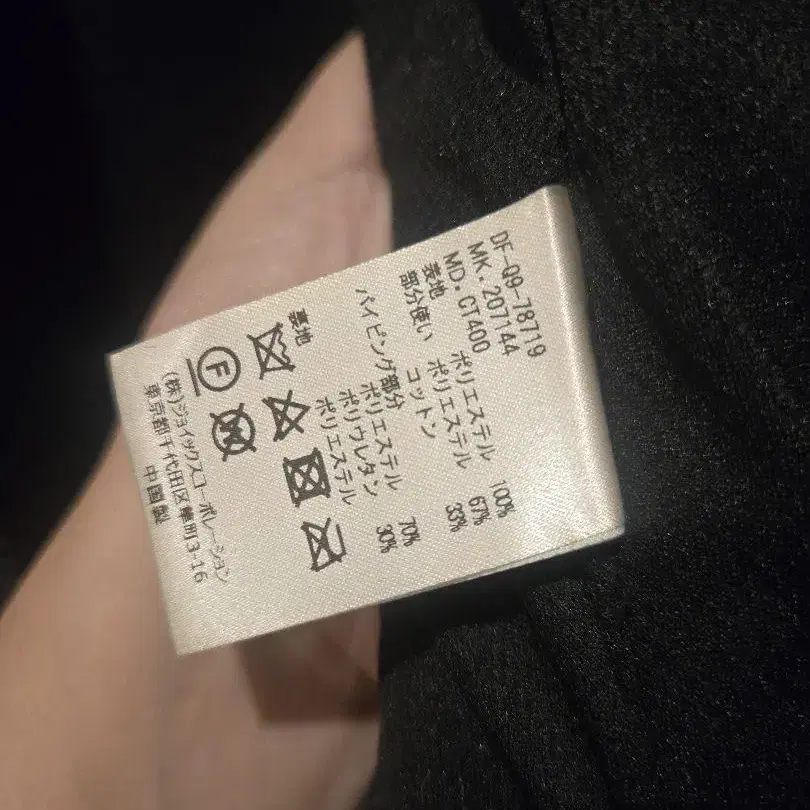 DF-Q9-78719
MK. 207144
MD. CT400
表地 ポリエステル 100%
部分使い ポリエステル 67%
コットン 33%
パイピング部分
ポリエステル 70%
ポリウレタン 30%
裏地 ポリエステル
F
(株)ジョイックスコーポレーション
東京都千代田区麹町3-16
中国製